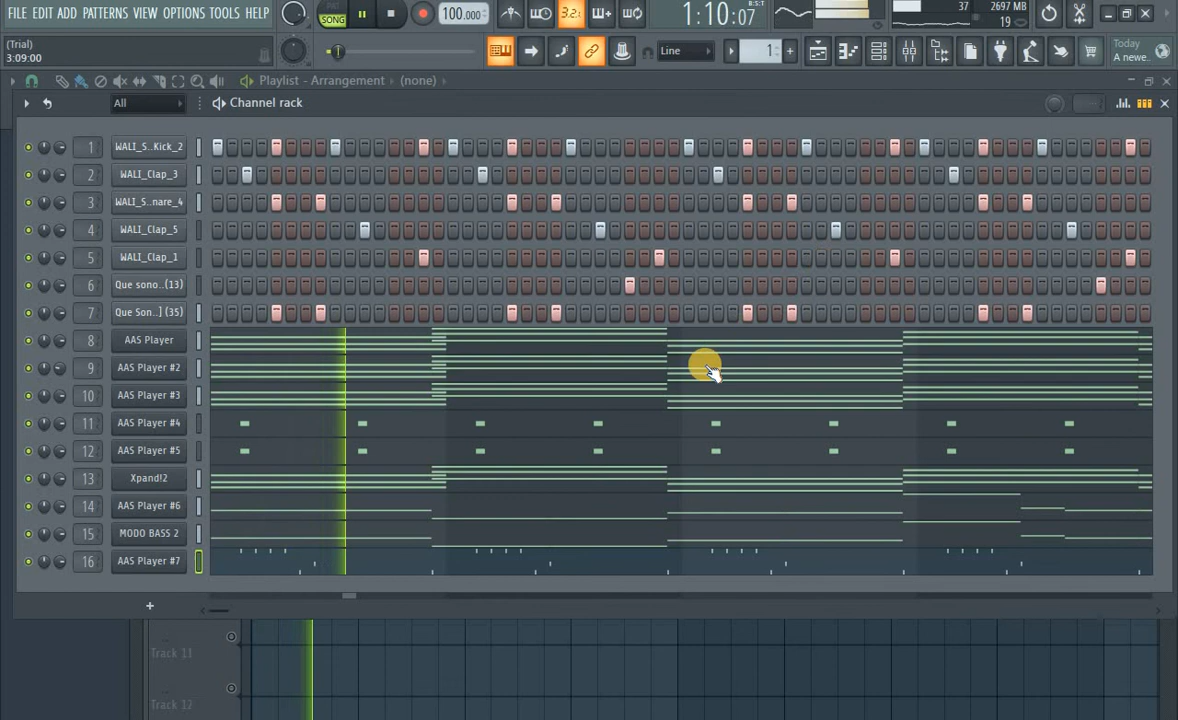 FILE EDIT ADD PATTERNS VIEW OPTIONS TOOLS HELP
PAT
SONG
100.000
3.2
1:10:07
B:S:T
37
2697 MB
19
(Trial)
3:09:00
Line
1
Today
A newe..
Playlist - Arrangement
(none)
All
Channel rack
1 WALI_S..Kick_2
2 WALI_Clap_3
3 WALI_S..nare_4
4 WALI_Clap_5
5 WALI_Clap_1
6 Que sono..(13)
7 Que Son..] (35)
8 AAS Player
9 AAS Player #2
10 AAS Player #3
11 AAS Player #4
12 AAS Player #5
13 Xpand!2
14 AAS Player #6
15 MODO BASS 2
16 AAS Player #7
+
Track 11
Track 12